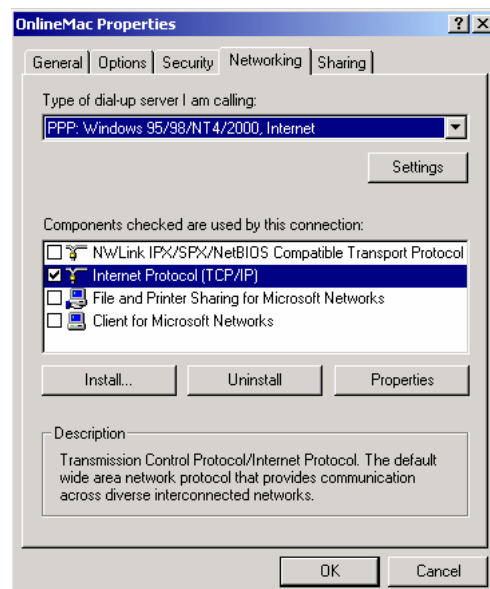 OnlineMac Properties
General Options Security Networking Sharing
Type of dial-up server I am calling:
PPP: Windows 95/98/NT4/2000, Internet
Settings
Components checked are used by this connection:
NWLink IPX/SPX/NetBIOS Compatible Transport Protocol
Internet Protocol (TCP/IP)
File and Printer Sharing for Microsoft Networks
Client for Microsoft Networks
Install... Uninstall Properties
Description
Transmission Control Protocol/Internet Protocol. The default
wide area network protocol that provides communication
across diverse interconnected networks.
OK Cancel